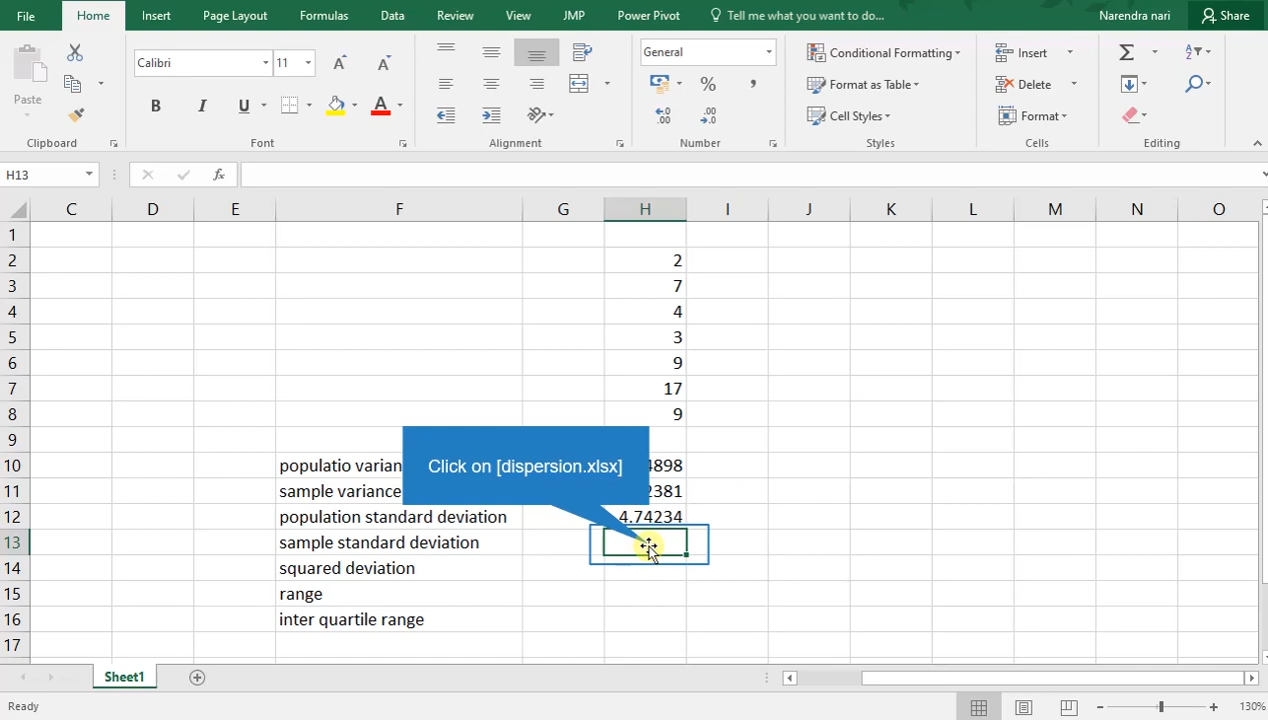 File Home Insert Page Layout Formulas Data Review View JMP Power Pivot Tell me what you want to do... Narendra nari Share
Paste
Calibri 11
B I U A
General
% ,
Conditional Formatting
Format as Table
Cell Styles
Insert
Delete
Format
Clipboard Font Alignment Number Styles Cells Editing
H13 fx
C D E F G H I J K L M N O
1
2 2
3 7
4 4
5 3
6 9
7 17
8 9
9
10 populatio varian 4898
11 sample variance 2381
12 population standard deviation 4.74234
13 sample standard deviation
14 squared deviation
15 range
16 inter quartile range
17
Click on [dispersion.xlsx]
Sheet1
Ready 130%